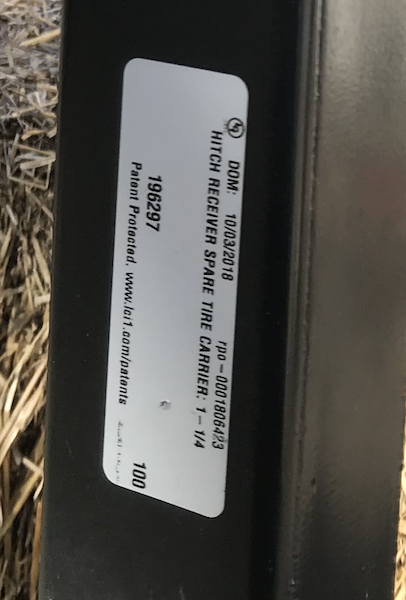 DOM: 10/03/2018 rpo-0001806423
HITCH RECEIVER SPARE TIRE CARRIER: 1-1/4
196297 100
Patent Protected. www.lci1.com/patents